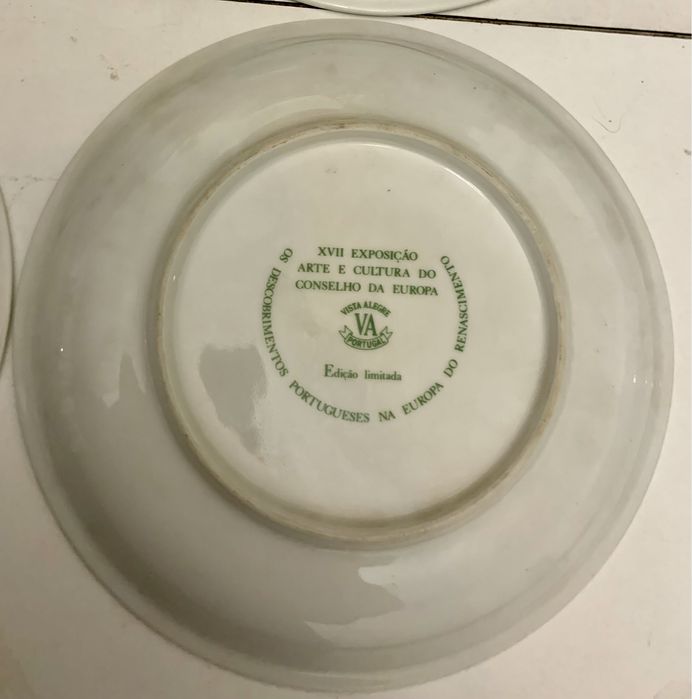 XVII EXPOSIÇÃO
ARTE E CULTURA DO
CONSELHO DA EUROPA
VISTA ALEGRE
VA
PORTUGAL
Edição limitada
OS DESCOBRIMENTOS PORTUGUESES NA EUROPA DO RENASCIMENTO